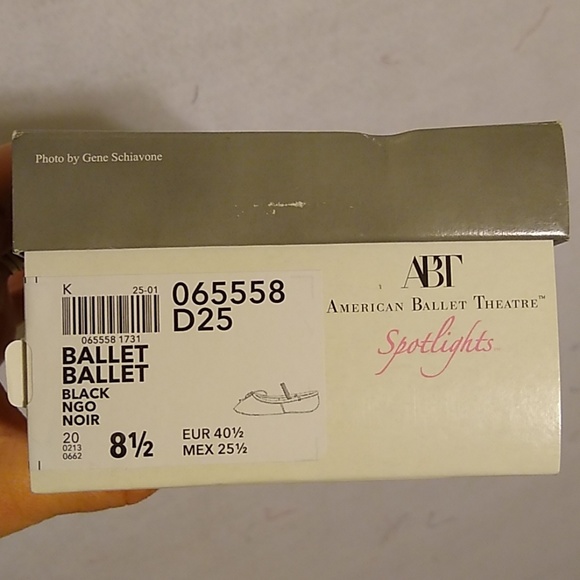 Photo by Gene Schiavone
K 25-01
065558 1731
065558
D25
BALLET
BALLET
BLACK
NGO
NOIR
20
0213
0662
8½
EUR 40½
MEX 25½
ABT
AMERICAN BALLET THEATRE™
Spotlights